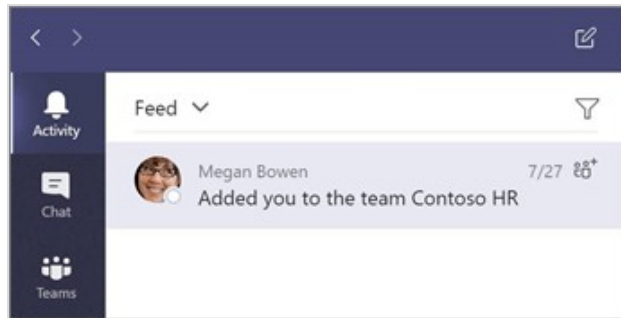 Activity
Chat
Teams
Feed
Megan Bowen 7/27
Added you to the team Contoso HR